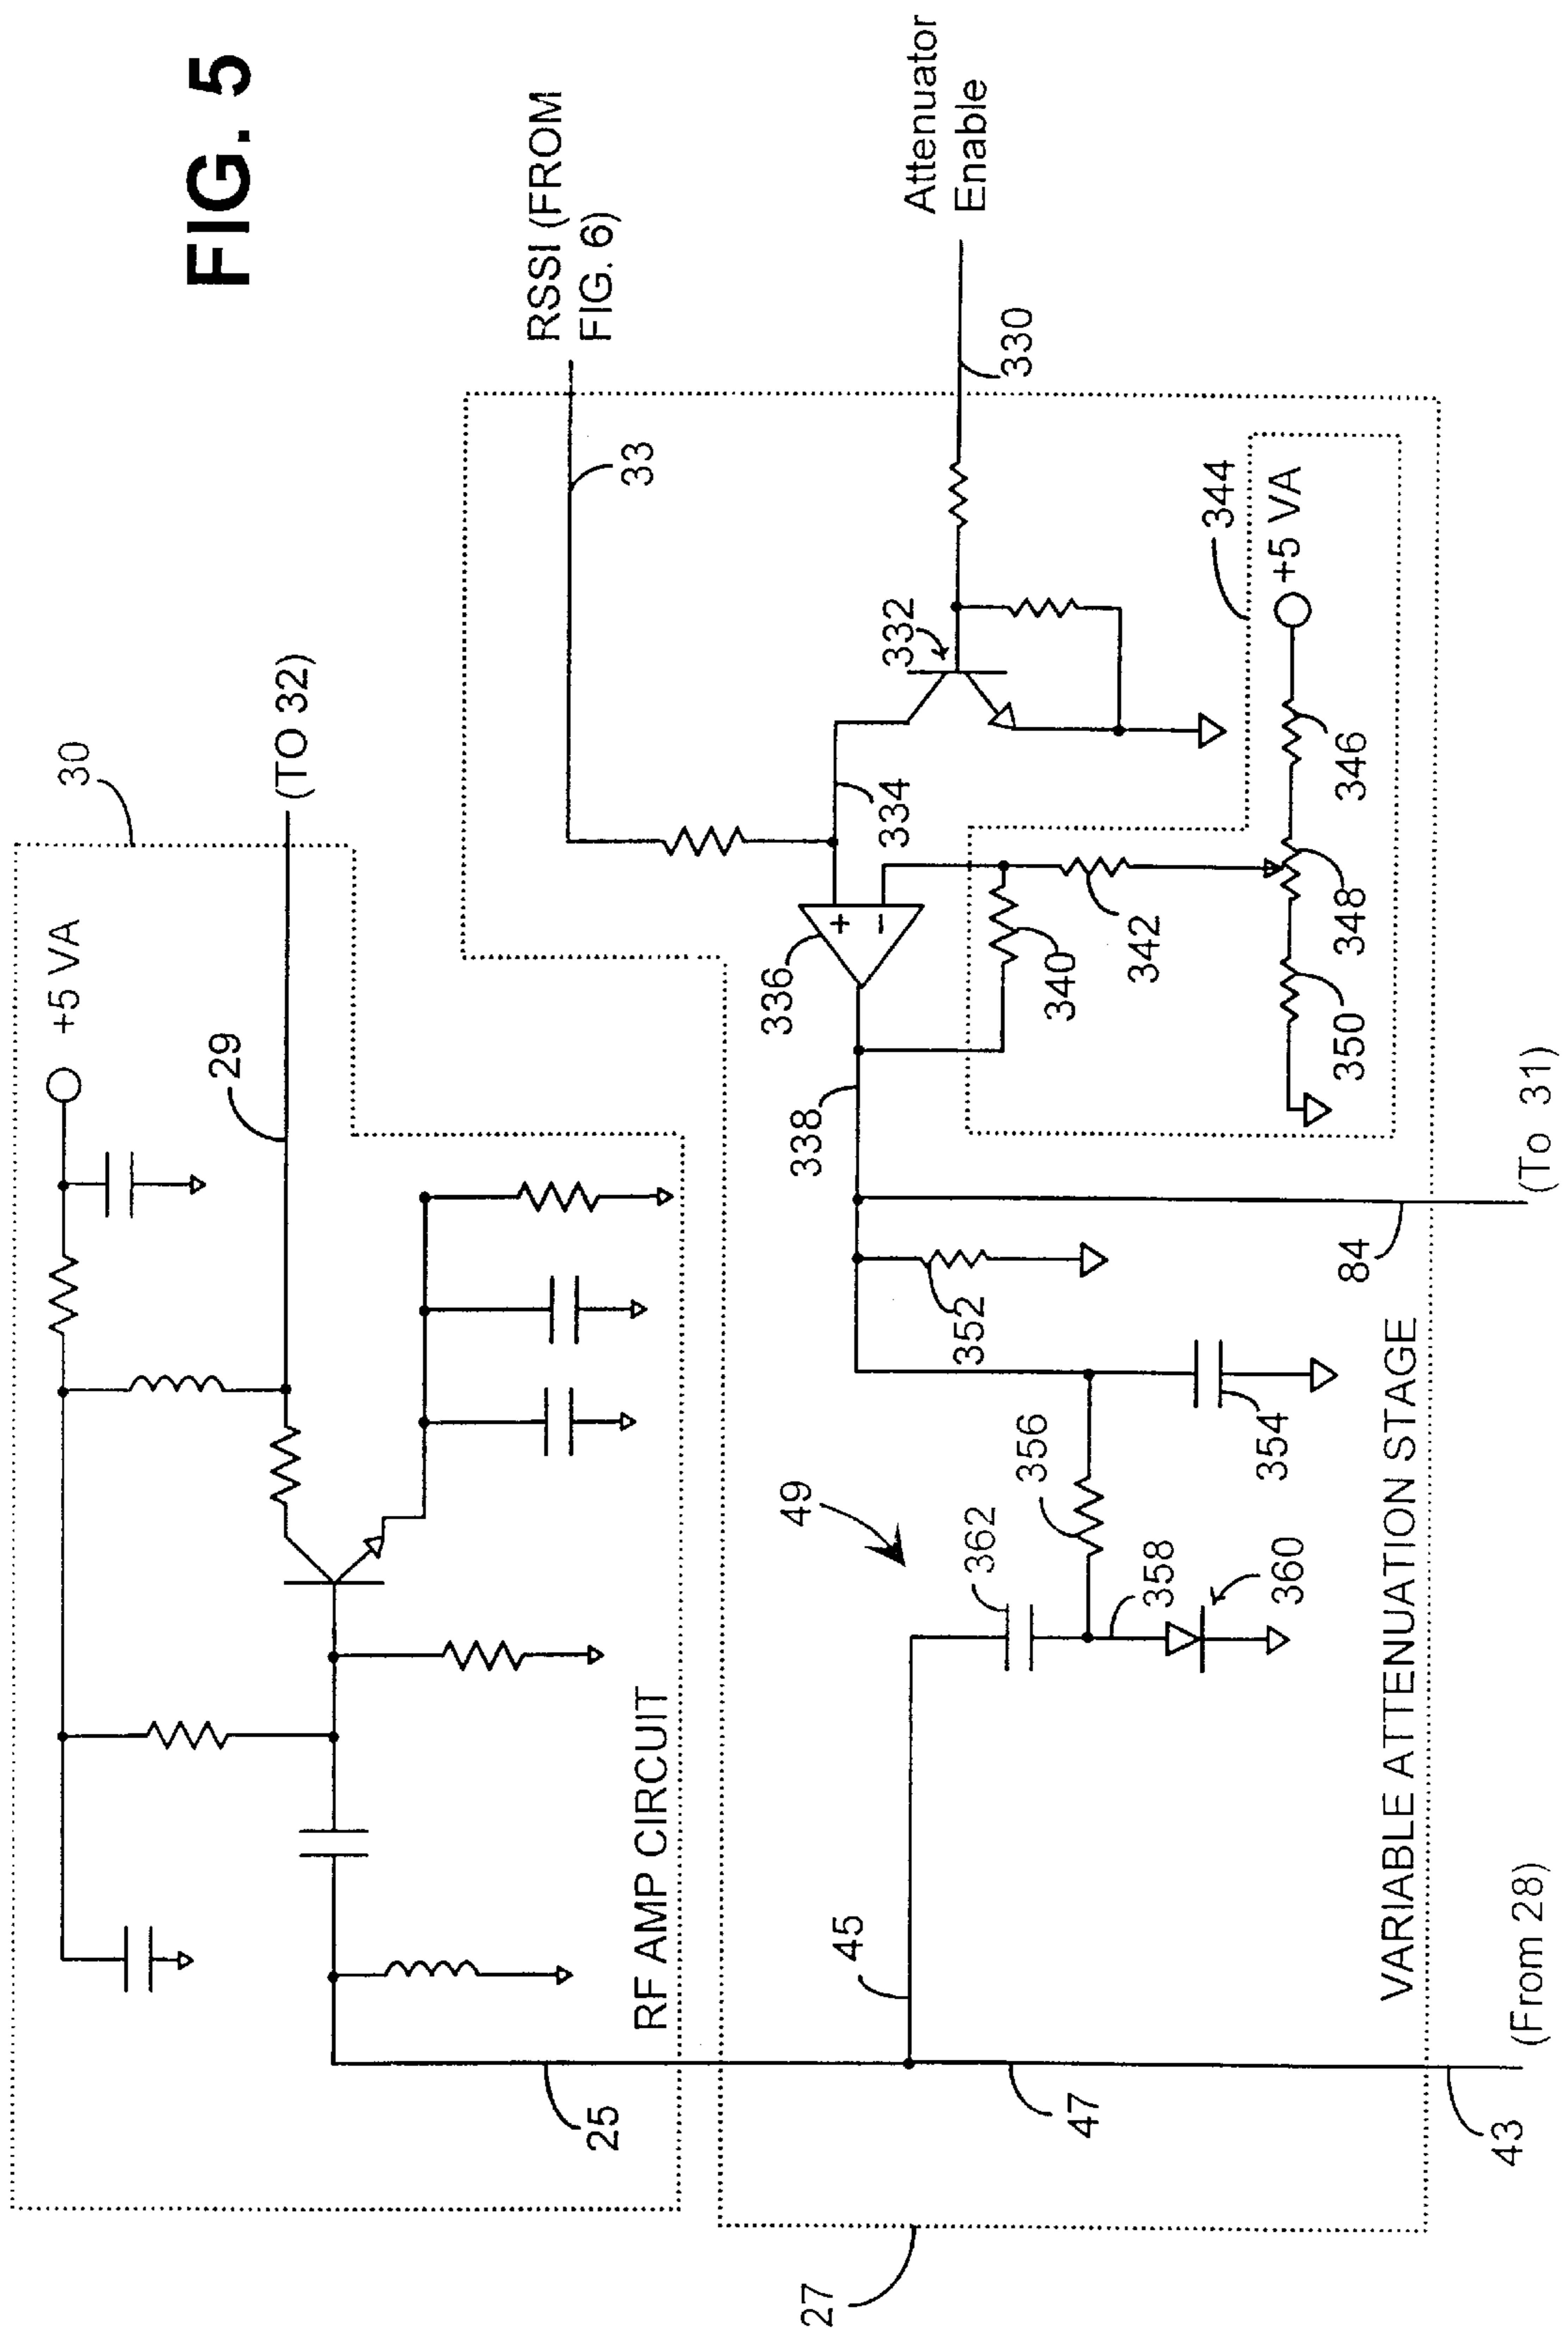 FIG. 5
30
+5 VA
29
(TO 32)
RF AMP CIRCUIT
25
RSSI (FROM
FIG. 6)
33
Attenuator
Enable
330
332
334
336
+
−
338
340
342
344
+5 VA
346
348
350
352
354
356
49
362
358
360
45
47
84
VARIABLE ATTENUATION STAGE
27
43
(From 28)
(To 31)